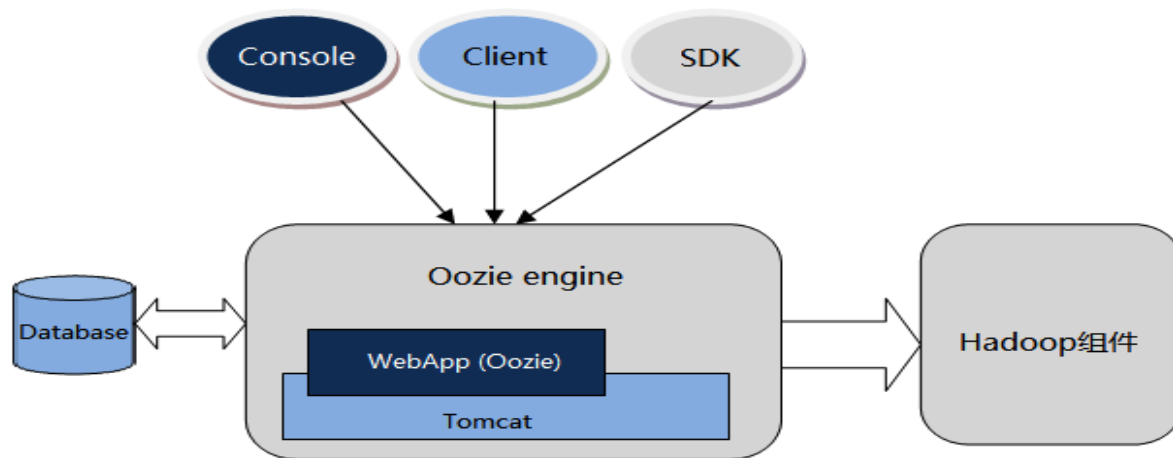 Console
Client
SDK
Oozie engine
Database
WebApp (Oozie)
Tomcat
Hadoop组件